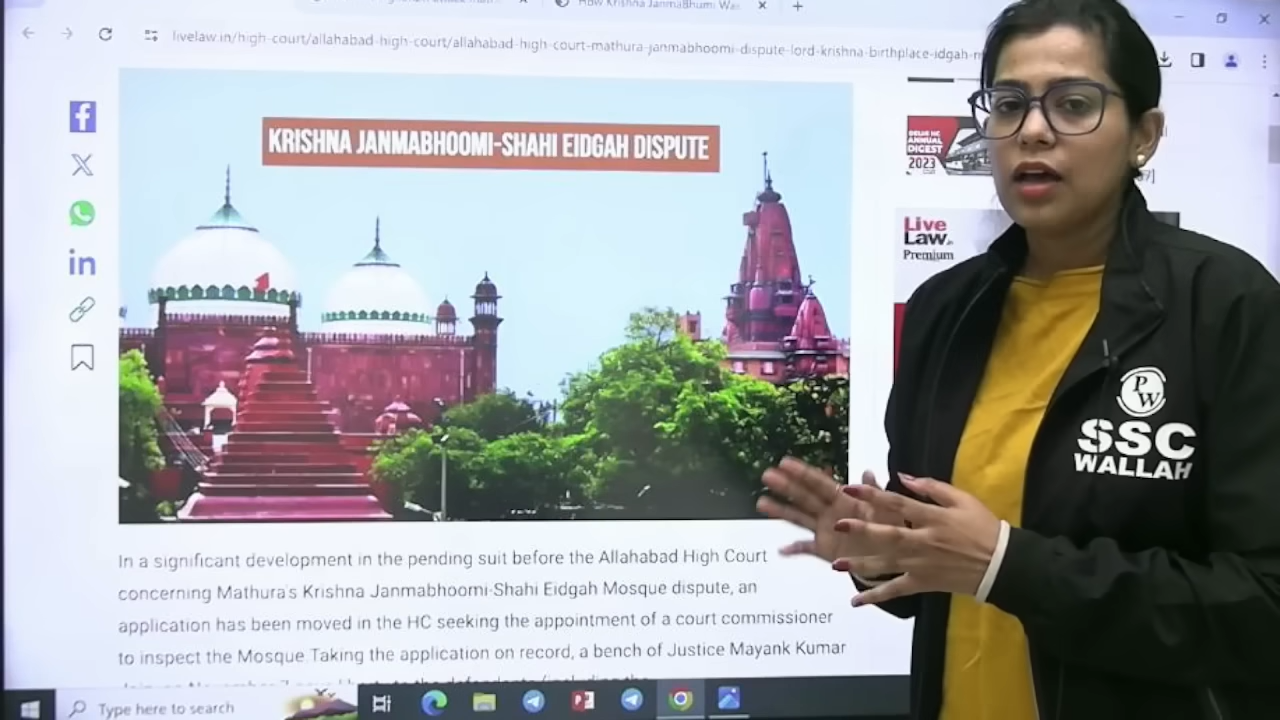 How Krishna Janmabhumi Was
livelaw.in/high-court/allahabad-high-court/allahabad-high-court-mathura-janmabhoomi-dispute-lord-krishna-birthplace-idgah-m
KRISHNA JANMABHOOMI-SHAHI EIDGAH DISPUTE
DELHI HC
ANNUAL
DIGEST
2023
Live
Law.in
Premium
PW
SSC
WALLAH
In a significant development in the pending suit before the Allahabad High Court
concerning Mathura's Krishna Janmabhoomi-Shahi Eidgah Mosque dispute, an
application has been moved in the HC seeking the appointment of a court commissioner
to inspect the Mosque Taking the application on record, a bench of Justice Mayank Kumar
Type here to search